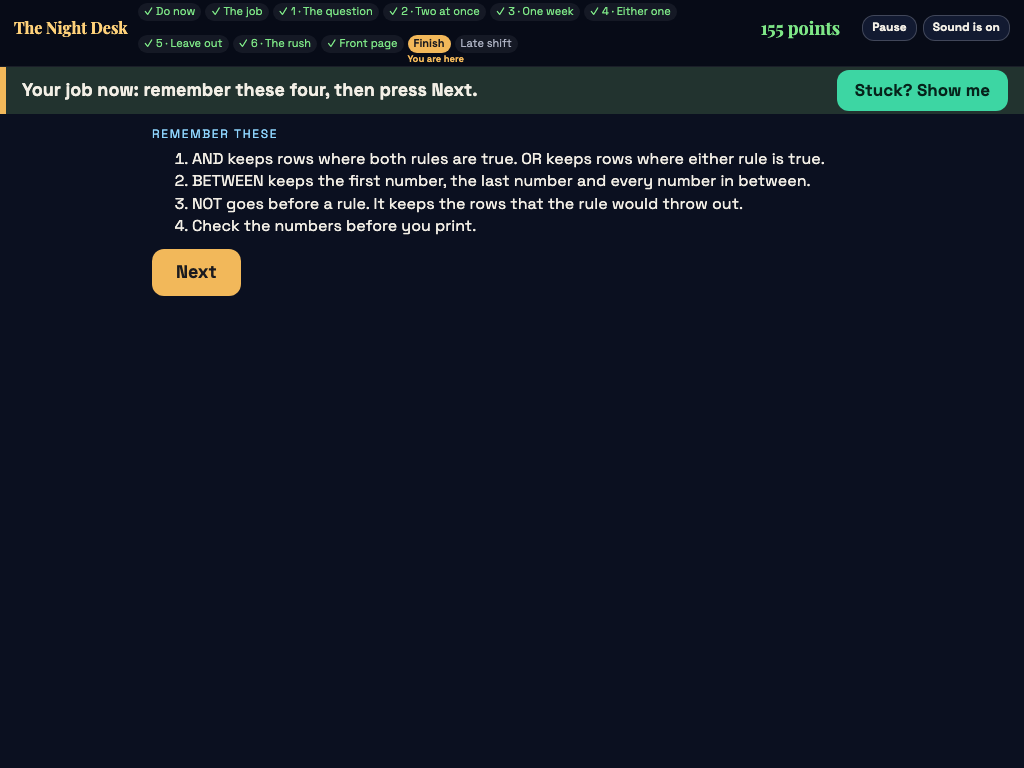 The Night Desk
✓ Do now ✓ The job ✓ 1 · The question ✓ 2 · Two at once ✓ 3 · One week ✓ 4 · Either one
✓ 5 · Leave out ✓ 6 · The rush ✓ Front page Finish Late shift
You are here
155 points
Pause
Sound is on
Your job now: remember these four, then press Next.
Stuck? Show me
REMEMBER THESE
1. AND keeps rows where both rules are true. OR keeps rows where either rule is true.
2. BETWEEN keeps the first number, the last number and every number in between.
3. NOT goes before a rule. It keeps the rows that the rule would throw out.
4. Check the numbers before you print.
Next